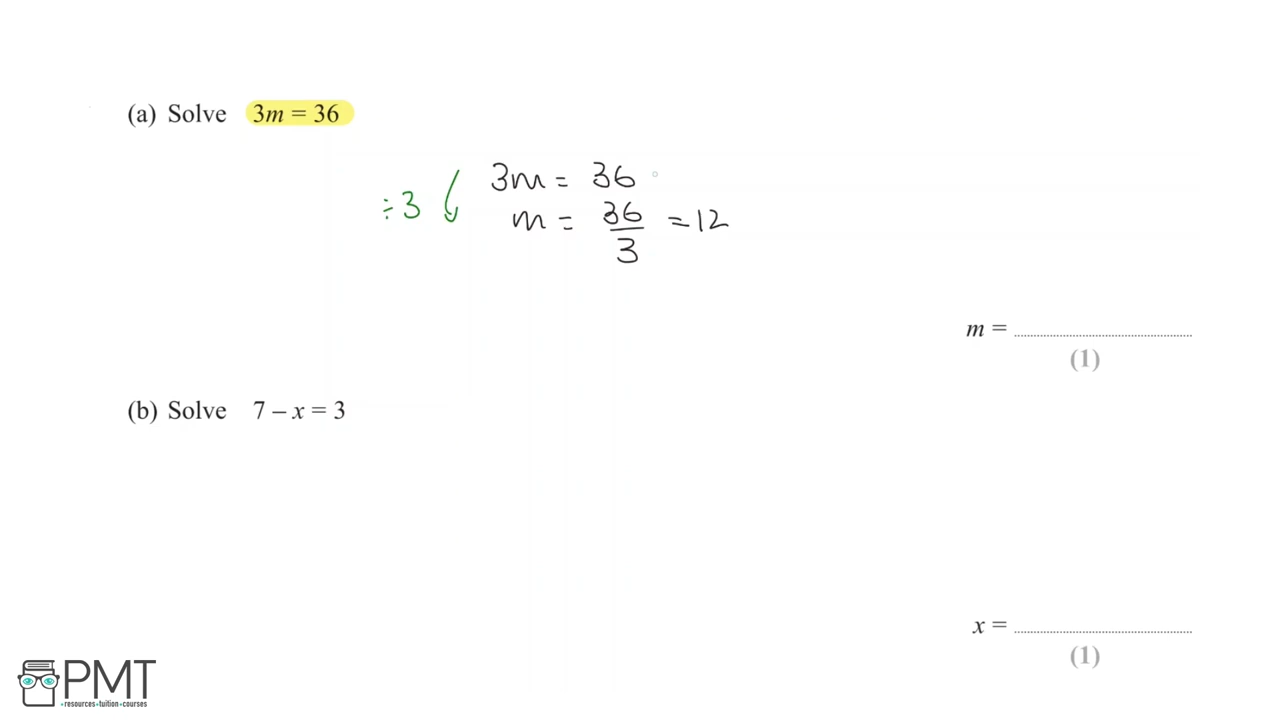 (a) Solve 3m = 36
3m = 36
÷3
m = 36/3 = 12
m = ........................................
(1)
(b) Solve 7 – x = 3
x = ........................................
(1)
PMT
•resources•tuition•courses